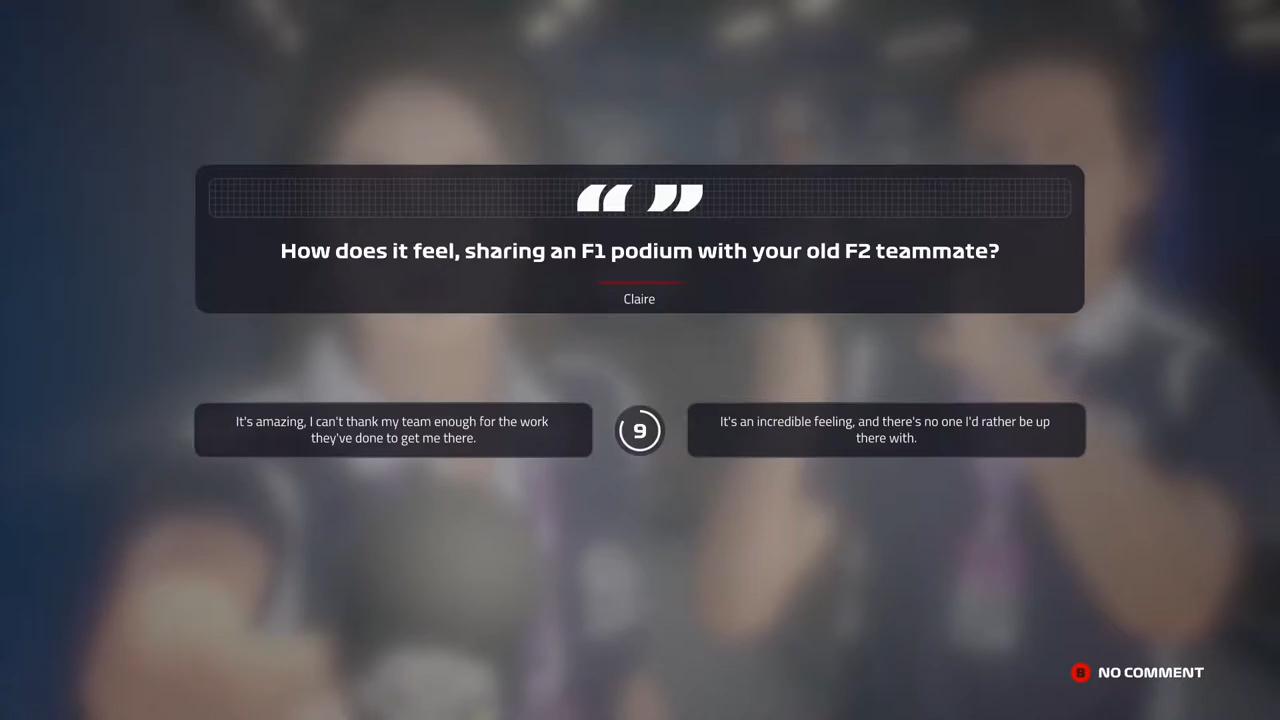 “ ”
How does it feel, sharing an F1 podium with your old F2 teammate?
Claire
It's amazing, I can't thank my team enough for the work
they've done to get me there.
9
It's an incredible feeling, and there's no one I'd rather be up
there with.
B NO COMMENT